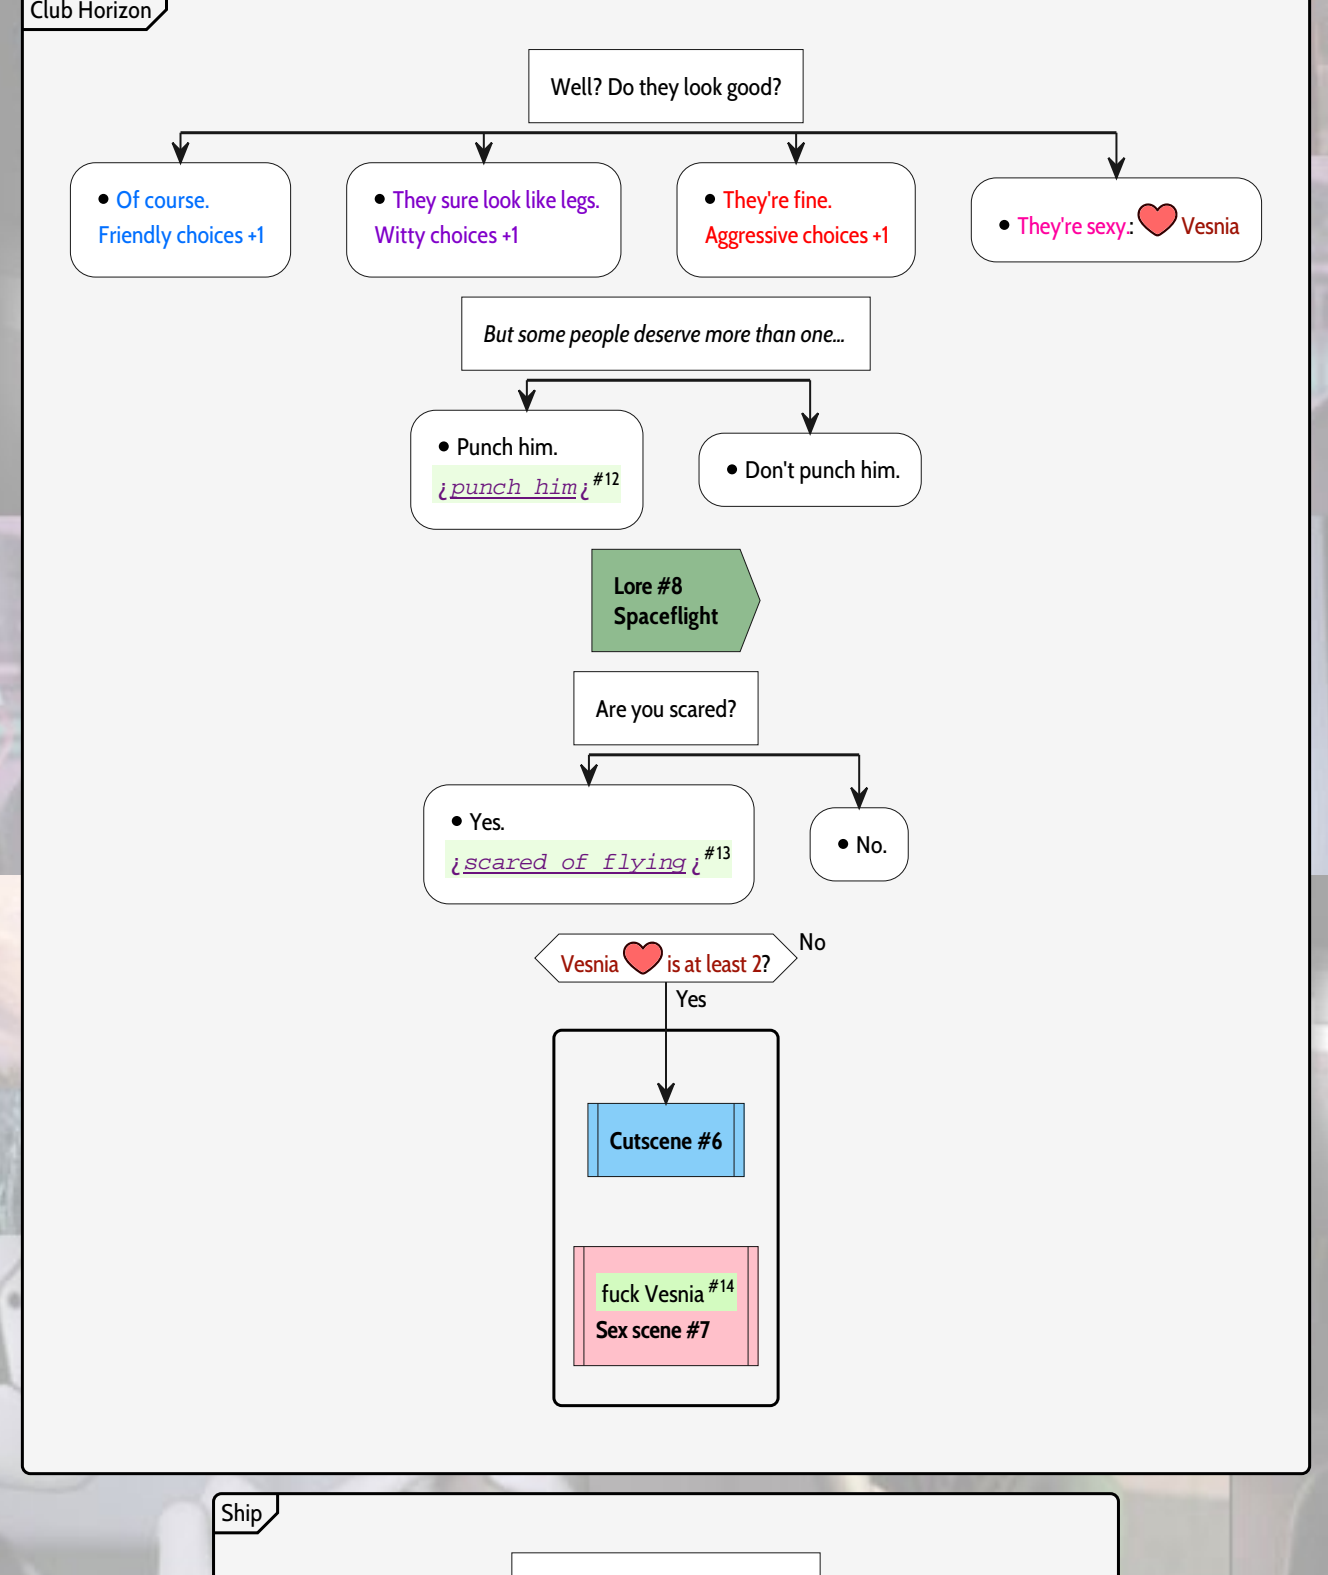 Club Horizon
Well? Do they look good?
• Of course.
Friendly choices +1
• They sure look like legs.
Witty choices +1
• They're fine.
Aggressive choices +1
• They're sexy.: Vesnia
But some people deserve more than one...
• Punch him.
¿punch him¿ #12
• Don't punch him.
Lore #8
Spaceflight
Are you scared?
• Yes.
¿scared of flying¿ #13
• No.
Vesnia is at least 2?
No
Yes
Cutscene #6
fuck Vesnia #14
Sex scene #7
Ship